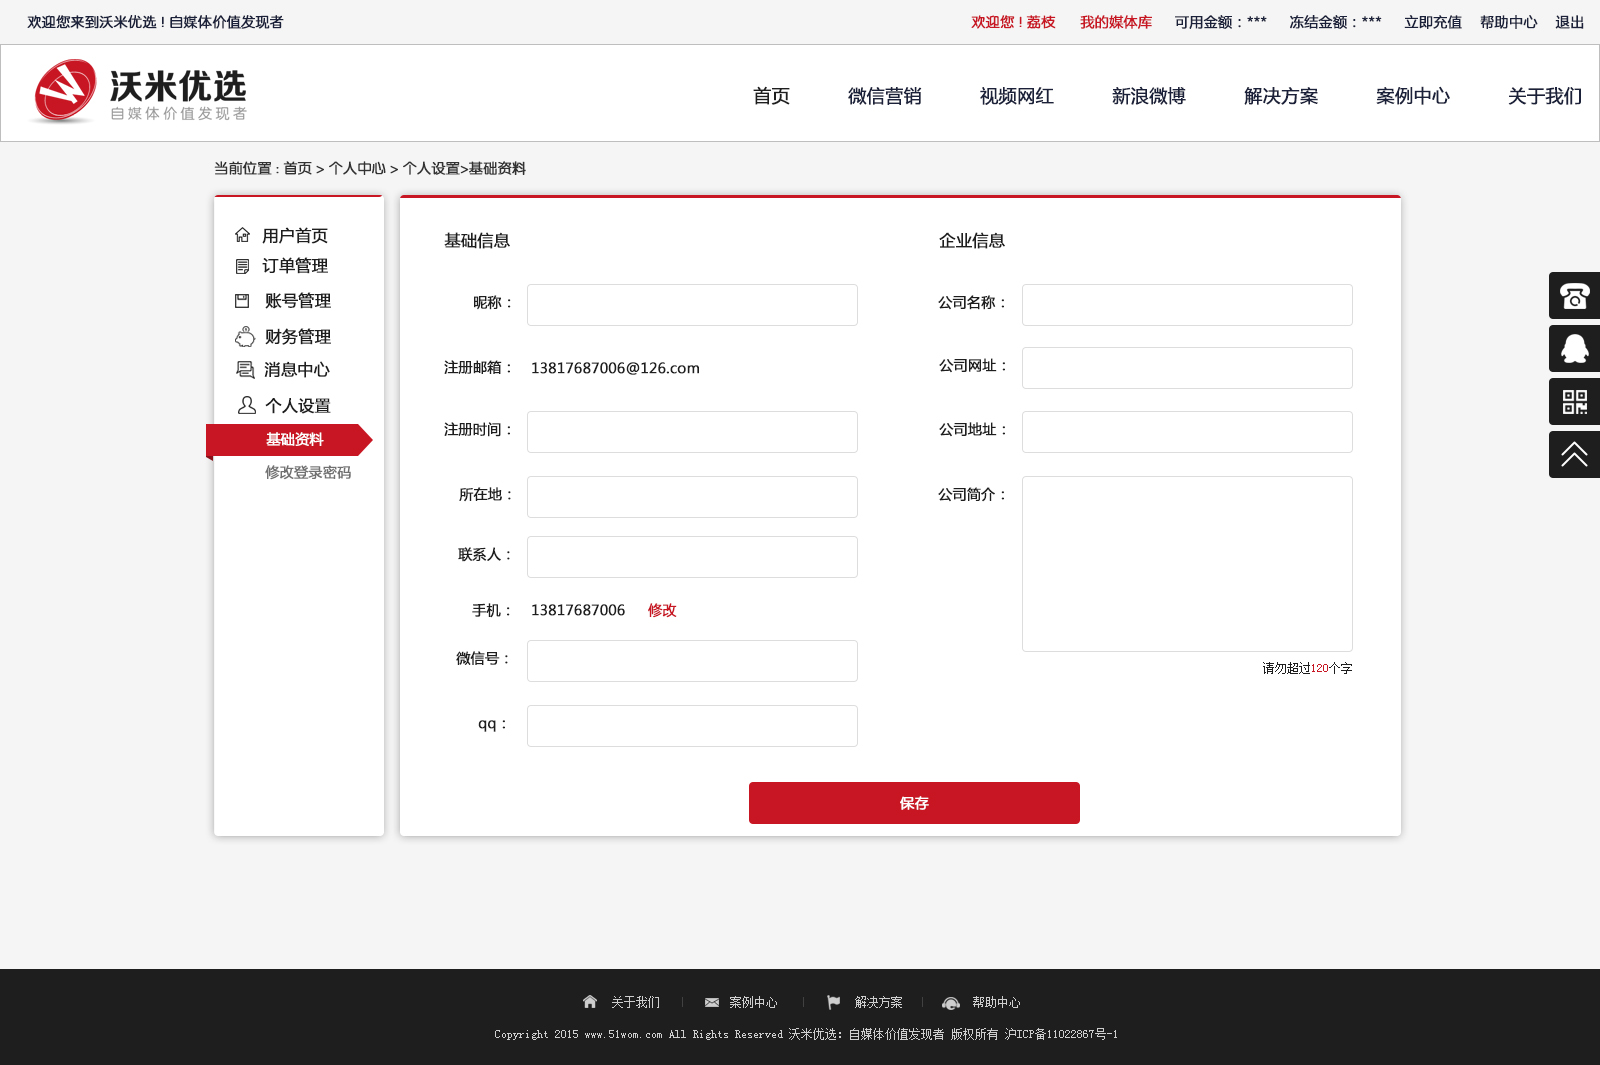 欢迎您来到沃米优选！自媒体价值发现者
欢迎您！荔枝 我的媒体库 可用金额：*** 冻结金额：*** 立即充值 帮助中心 退出
沃米优选
自媒体价值发现者
首页 微信营销 视频网红 新浪微博 解决方案 案例中心 关于我们
当前位置：首页 > 个人中心 > 个人设置>基础资料
用户首页
订单管理
账号管理
财务管理
消息中心
个人设置
基础资料
修改登录密码
基础信息
昵称：
注册邮箱： 13817687006@126.com
注册时间：
所在地：
联系人：
手机： 13817687006 修改
微信号：
qq：
企业信息
公司名称：
公司网址：
公司地址：
公司简介：
请勿超过120个字
保存
关于我们 案例中心 解决方案 帮助中心
Copyright 2015 www.51wom.com All Rights Reserved 沃米优选：自媒体价值发现者 版权所有 沪ICP备11022867号-1